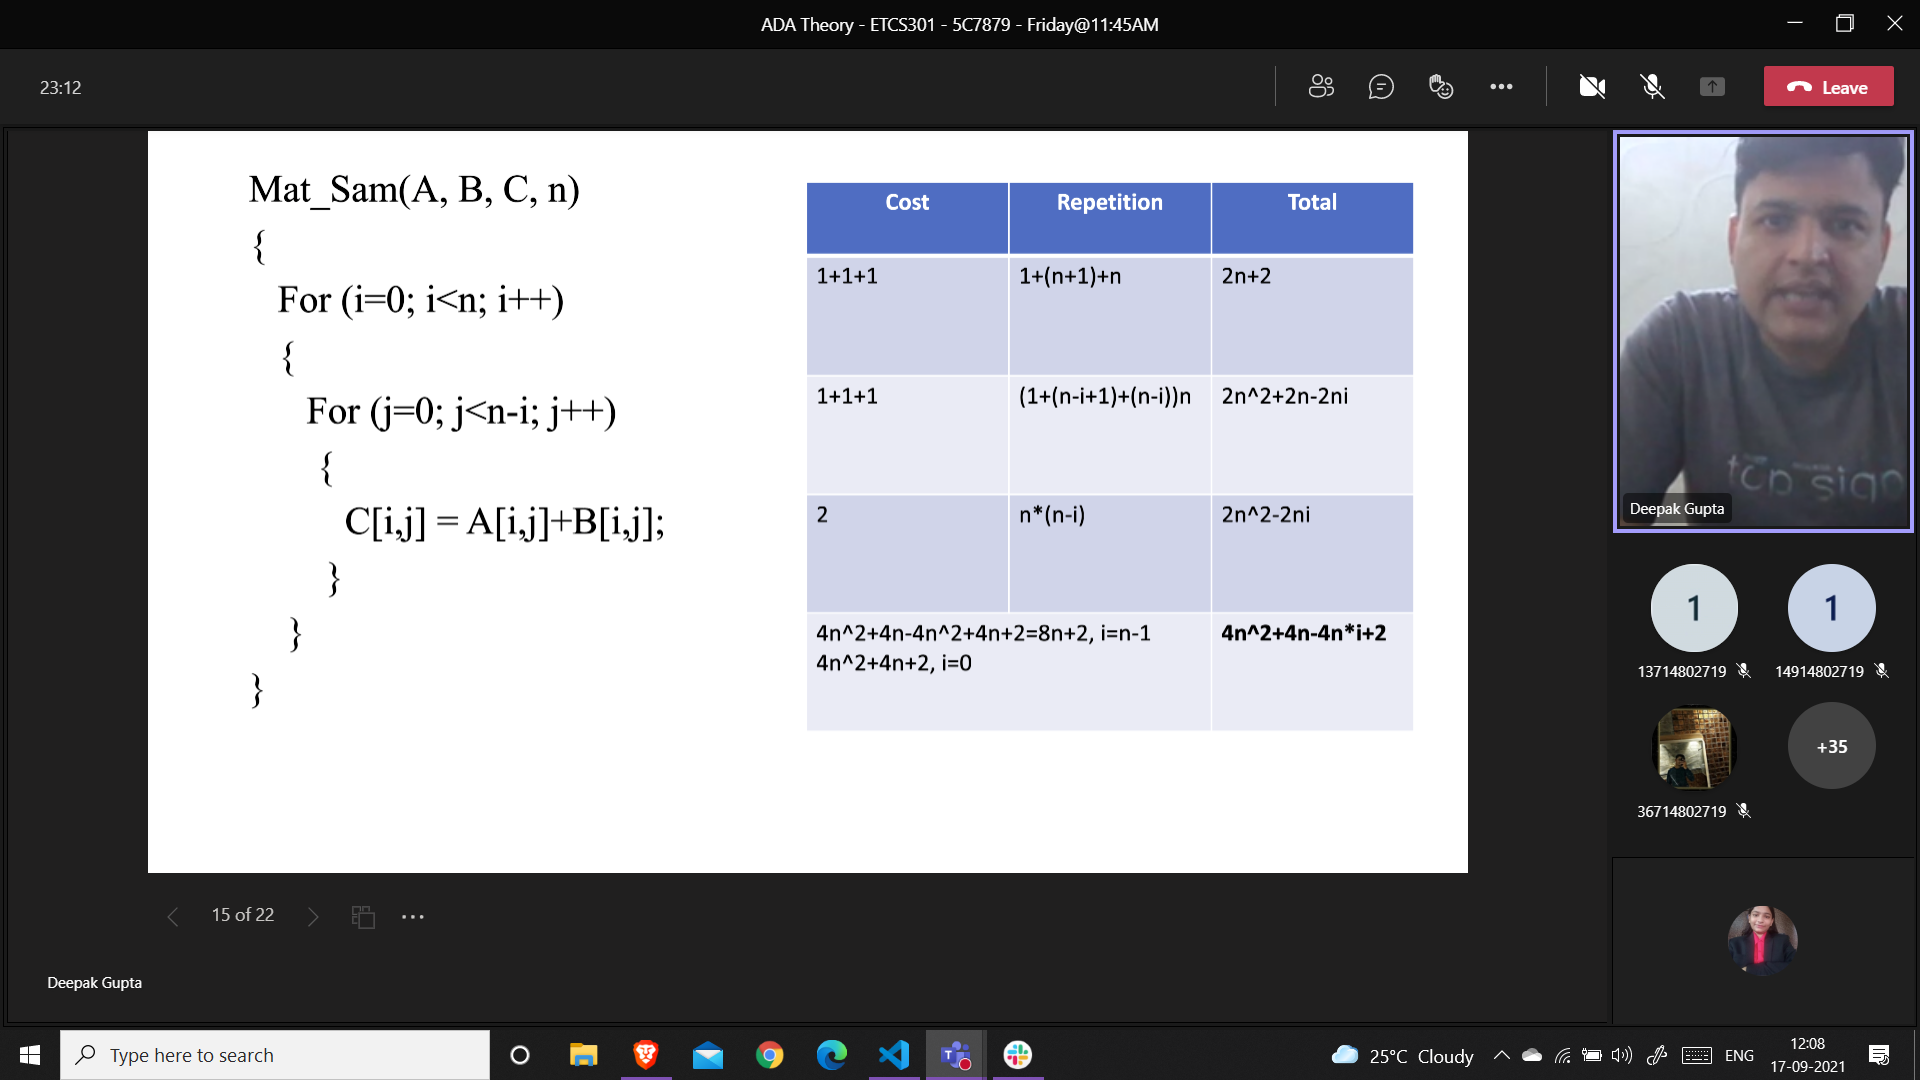 ADA Theory - ETCS301 - 5C7879 - Friday@11:45AM
23:12
Leave
Mat_Sam(A, B, C, n)
{
For (i=0; i<n; i++)
{
For (j=0; j<n-i; j++)
{
C[i,j] = A[i,j]+B[i,j];
}
}
}
Cost Repetition Total
1+1+1 1+(n+1)+n 2n+2
1+1+1 (1+(n-i+1)+(n-i))n 2n^2+2n-2ni
2 n*(n-i) 2n^2-2ni
4n^2+4n-4n^2+4n+2=8n+2, i=n-1 4n^2+4n-4n*i+2
4n^2+4n+2, i=0
Deepak Gupta
1 1
13714802719 14914802719
+35
36714802719
15 of 22
Deepak Gupta
Type here to search
25°C Cloudy
ENG
12:08
17-09-2021